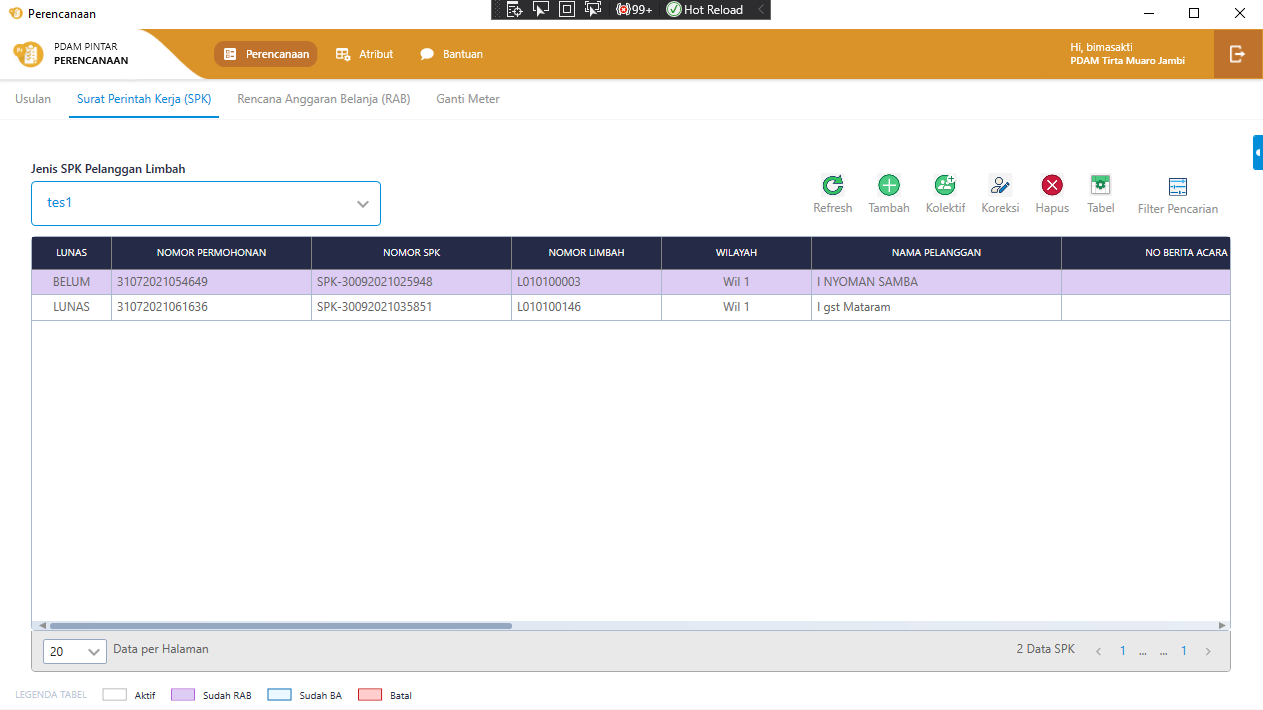 Perencanaan
99+ Hot Reload
PDAM PINTAR
PERENCANAAN
Perencanaan Atribut Bantuan
Hi, bimasakti
PDAM Tirta Muaro Jambi
Usulan Surat Perintah Kerja (SPK) Rencana Anggaran Belanja (RAB) Ganti Meter
Jenis SPK Pelanggan Limbah
tes1
Refresh Tambah Kolektif Koreksi Hapus Tabel Filter Pencarian
LUNAS NOMOR PERMOHONAN NOMOR SPK NOMOR LIMBAH WILAYAH NAMA PELANGGAN NO BERITA ACARA
BELUM 31072021054649 SPK-30092021025948 L010100003 Wil 1 I NYOMAN SAMBA
LUNAS 31072021061636 SPK-30092021035851 L010100146 Wil 1 I gst Mataram
20 Data per Halaman 2 Data SPK 1 ... ... 1
LEGENDA TABEL Aktif Sudah RAB Sudah BA Batal